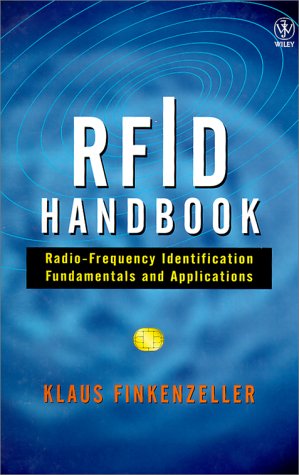 WILEY
RFID
HANDBOOK
Radio-Frequency Identification
Fundamentals and Applications
KLAUS FINKENZELLER